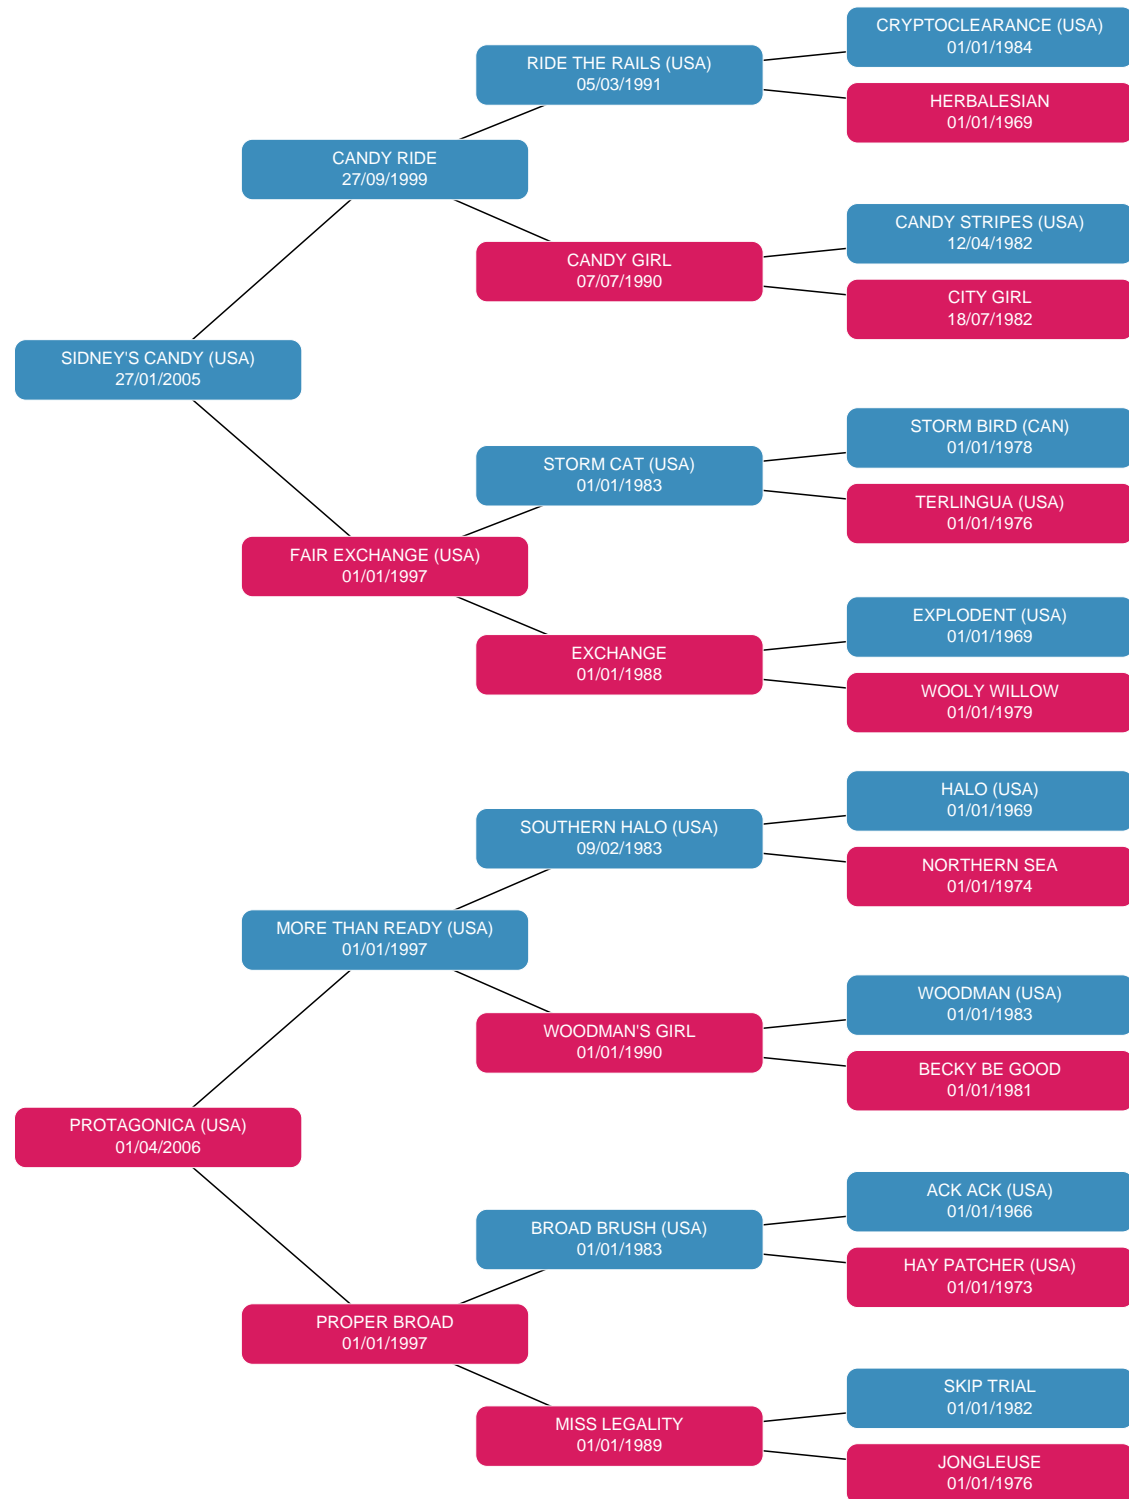 CRYPTOCLEARANCE (USA)
01/01/1984
RIDE THE RAILS (USA)
05/03/1991
HERBALESIAN
01/01/1969
CANDY RIDE
27/09/1999
CANDY STRIPES (USA)
12/04/1982
CANDY GIRL
07/07/1990
CITY GIRL
18/07/1982
SIDNEY'S CANDY (USA)
27/01/2005
STORM BIRD (CAN)
01/01/1978
STORM CAT (USA)
01/01/1983
TERLINGUA (USA)
01/01/1976
FAIR EXCHANGE (USA)
01/01/1997
EXPLODENT (USA)
01/01/1969
EXCHANGE
01/01/1988
WOOLY WILLOW
01/01/1979
HALO (USA)
01/01/1969
SOUTHERN HALO (USA)
09/02/1983
NORTHERN SEA
01/01/1974
MORE THAN READY (USA)
01/01/1997
WOODMAN (USA)
01/01/1983
WOODMAN'S GIRL
01/01/1990
BECKY BE GOOD
01/01/1981
PROTAGONICA (USA)
01/04/2006
ACK ACK (USA)
01/01/1966
BROAD BRUSH (USA)
01/01/1983
HAY PATCHER (USA)
01/01/1973
PROPER BROAD
01/01/1997
SKIP TRIAL
01/01/1982
MISS LEGALITY
01/01/1989
JONGLEUSE
01/01/1976